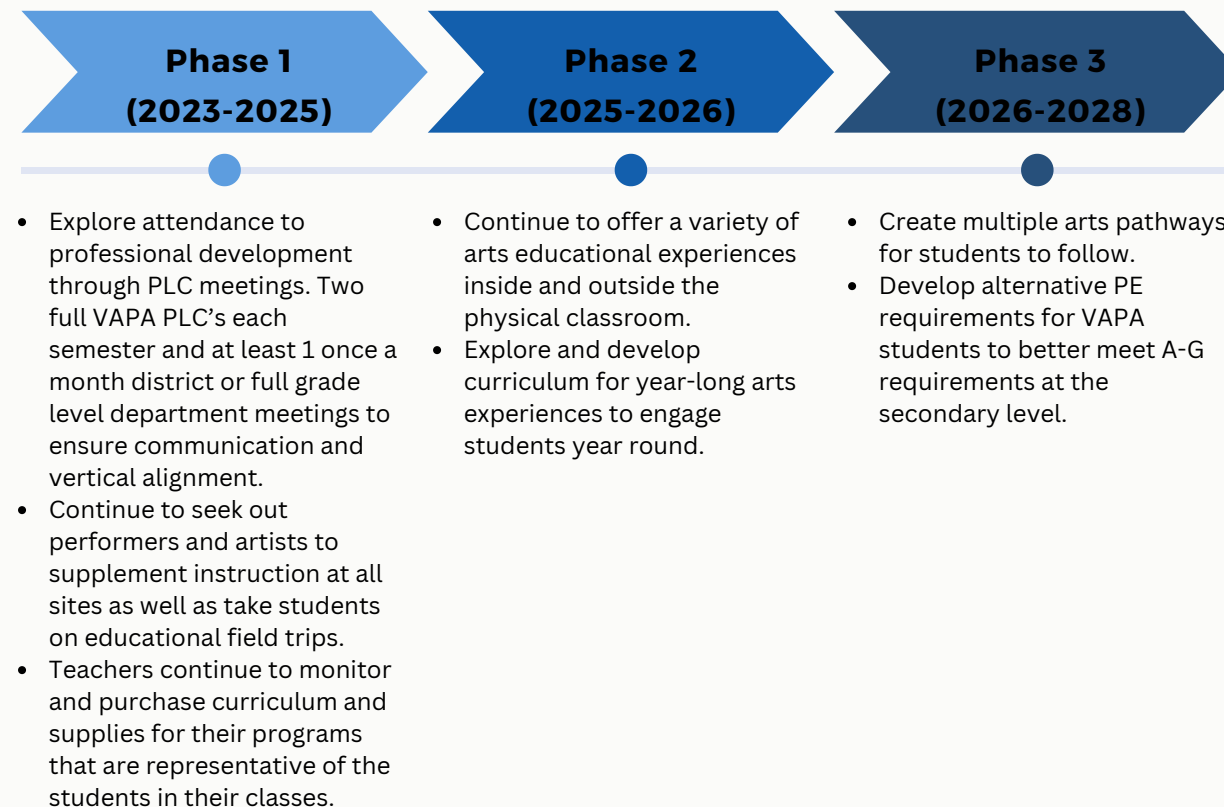 Phase 1
(2023-2025)
Phase 2
(2025-2026)
Phase 3
(2026-2028)
• Explore attendance to
professional development
through PLC meetings. Two
full VAPA PLC’s each
semester and at least 1 once a
month district or full grade
level department meetings to
ensure communication and
vertical alignment.
• Continue to seek out
performers and artists to
supplement instruction at all
sites as well as take students
on educational field trips.
• Teachers continue to monitor
and purchase curriculum and
supplies for their programs
that are representative of the
students in their classes.
• Continue to offer a variety of
arts educational experiences
inside and outside the
physical classroom.
• Explore and develop
curriculum for year-long arts
experiences to engage
students year round.
• Create multiple arts pathways
for students to follow.
• Develop alternative PE
requirements for VAPA
students to better meet A-G
requirements at the
secondary level.